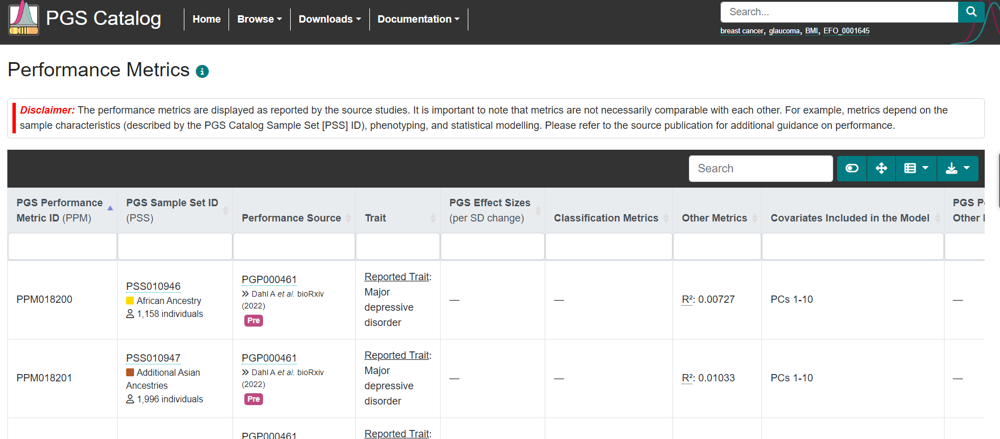 PGS Catalog
Home
Browse
Downloads
Documentation
Search...
breast cancer, glaucoma, BMI, EFO_0001645
Performance Metrics
Disclaimer: The performance metrics are displayed as reported by the source studies. It is important to note that metrics are not necessarily comparable with each other. For example, metrics depend on the
sample characteristics (described by the PGS Catalog Sample Set [PSS] ID), phenotyping, and statistical modelling. Please refer to the source publication for additional guidance on performance.
Search
PGS Performance
Metric ID (PPM)
PGS Sample Set ID
(PSS)
Performance Source
Trait
PGS Effect Sizes
(per SD change)
Classification Metrics
Other Metrics
Covariates Included in the Model
PGS
Other
PPM018200
PSS010946
African Ancestry
1,158 individuals
PGP000461
Dahl A et al. bioRxiv
(2022)
Pre
Reported Trait:
Major
depressive
disorder
—
—
R²: 0.00727
PCs 1-10
—
PPM018201
PSS010947
Additional Asian
Ancestries
1,996 individuals
PGP000461
Dahl A et al. bioRxiv
(2022)
Pre
Reported Trait:
Major
depressive
disorder
—
—
R²: 0.01033
PCs 1-10
—
PGP000461
Reported Trait: